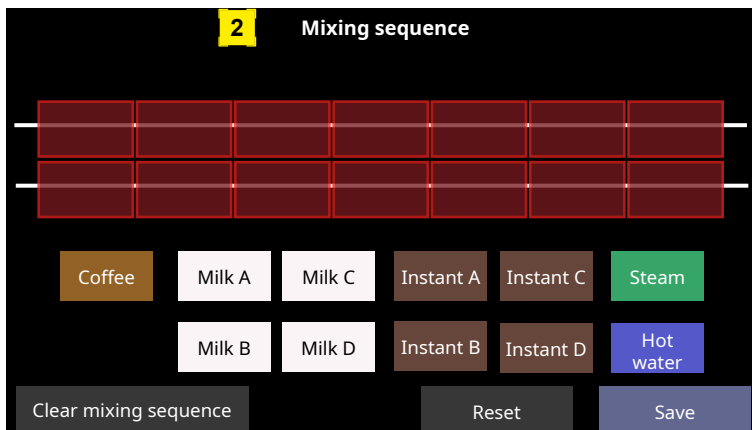 2 Mixing sequence
Coffee Milk A Milk C Instant A Instant C Steam
Milk B Milk D Instant B Instant D Hot water
Clear mixing sequence Reset Save